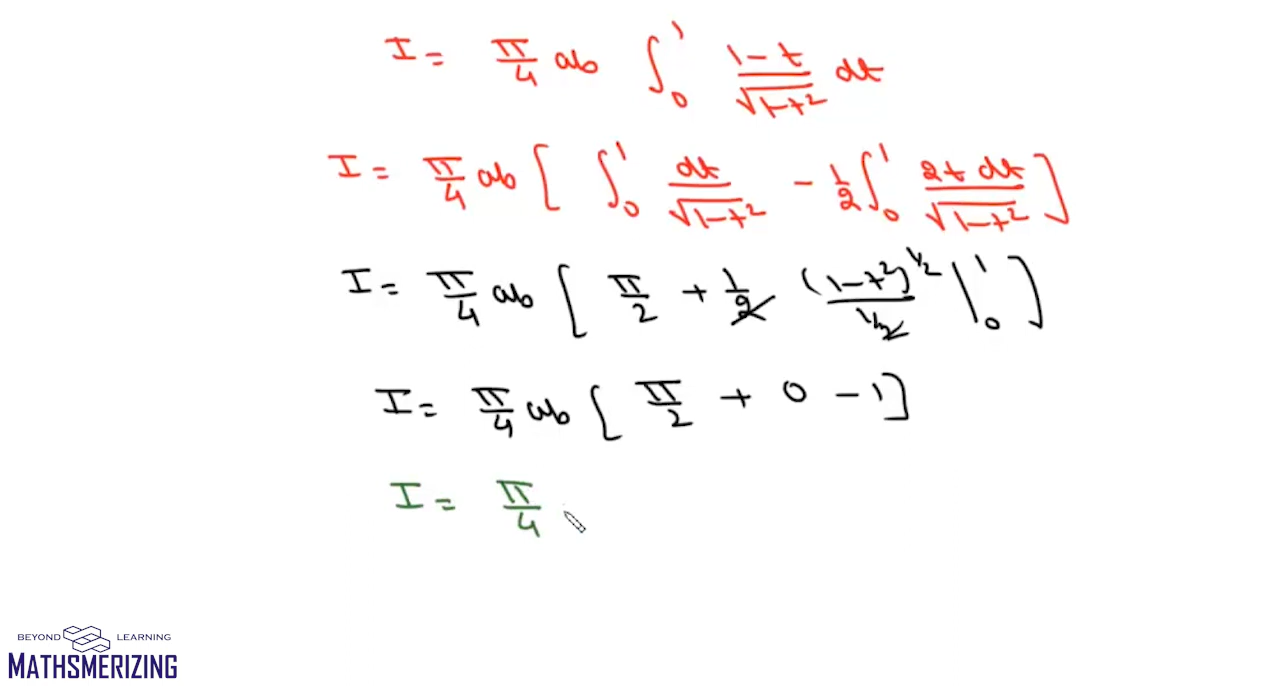 I = π/4 ab ∫₀¹ (1-t)/√(1-t²) dt
I = π/4 ab [ ∫₀¹ dt/√(1-t²) - 1/2 ∫₀¹ 2t dt/√(1-t²) ]
I = π/4 ab [ π/2 + 1/2 (1-t²)^(1/2)/(1/2) |₀¹ ]
I = π/4 ab [ π/2 + 0 - 1 ]
I = π/4
BEYOND LEARNING
MATHSMERIZING